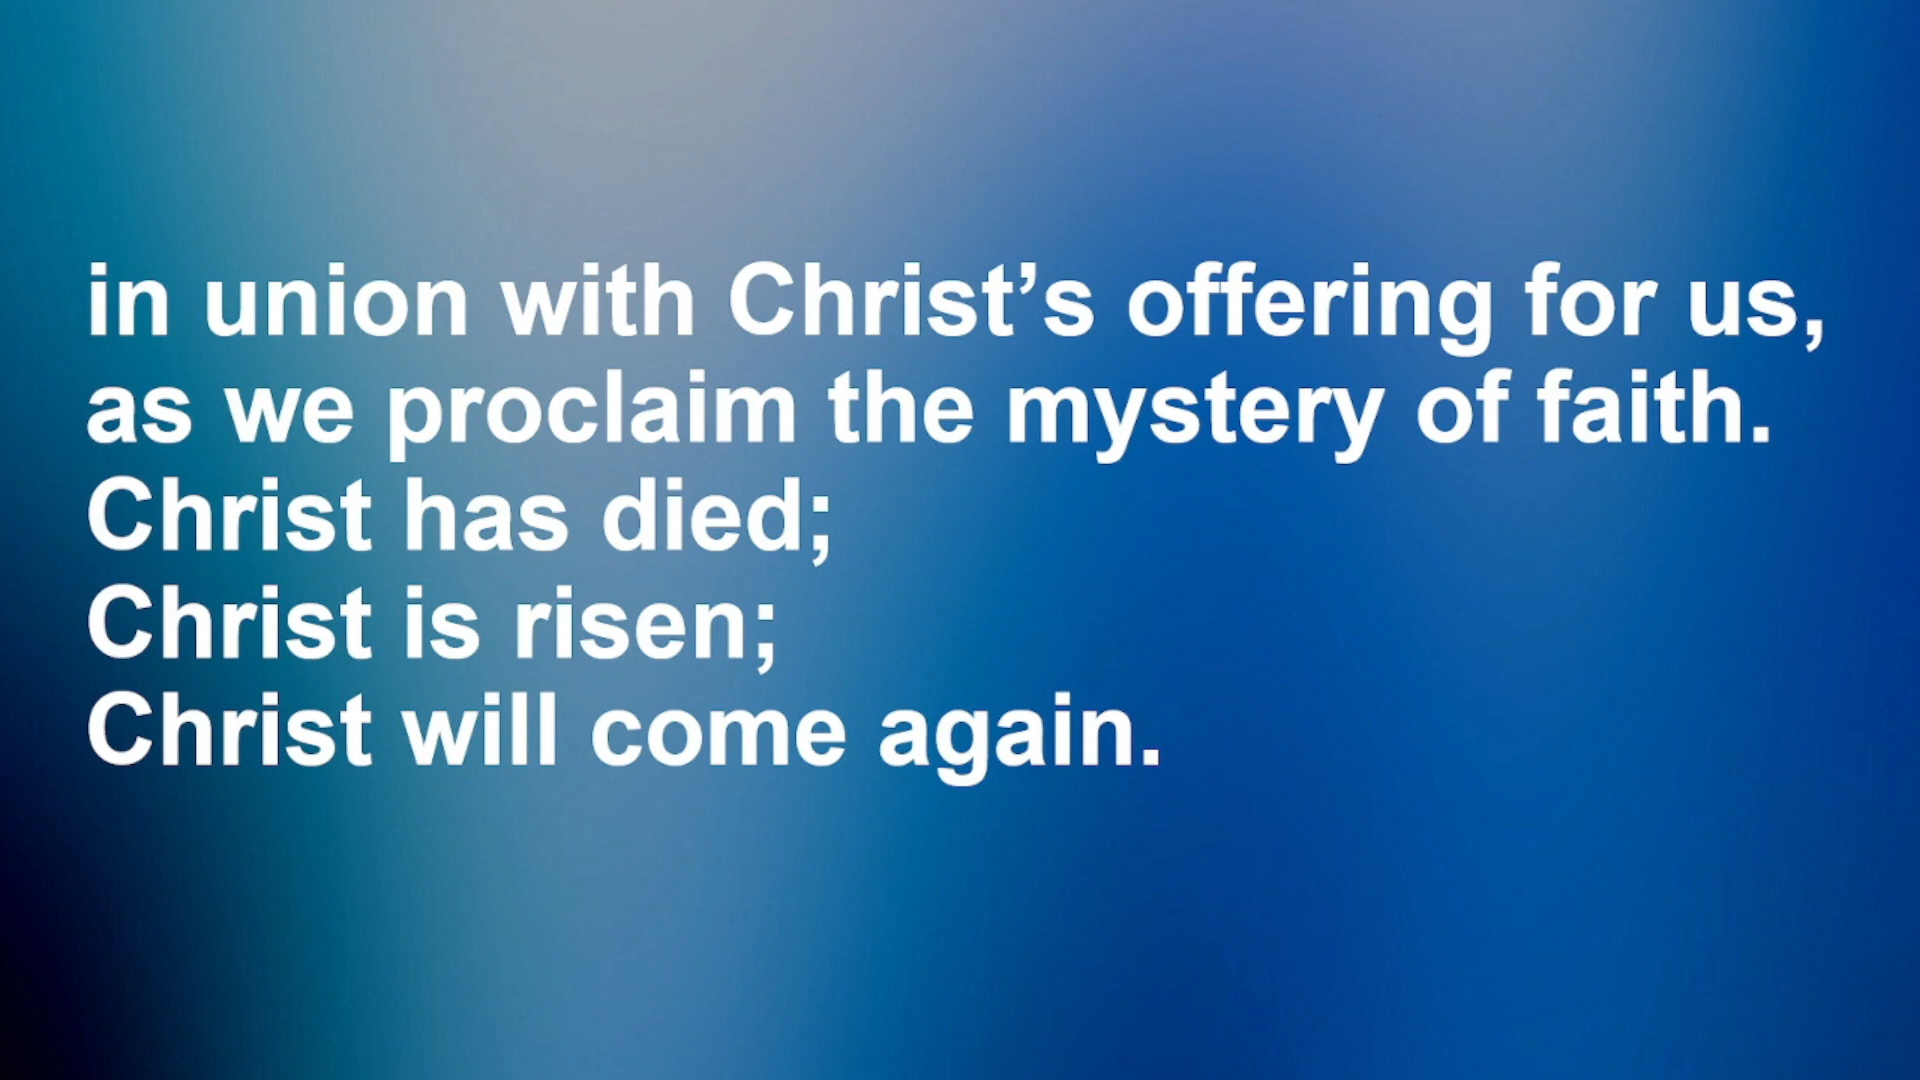 in union with Christ’s offering for us,
as we proclaim the mystery of faith.
Christ has died;
Christ is risen;
Christ will come again.